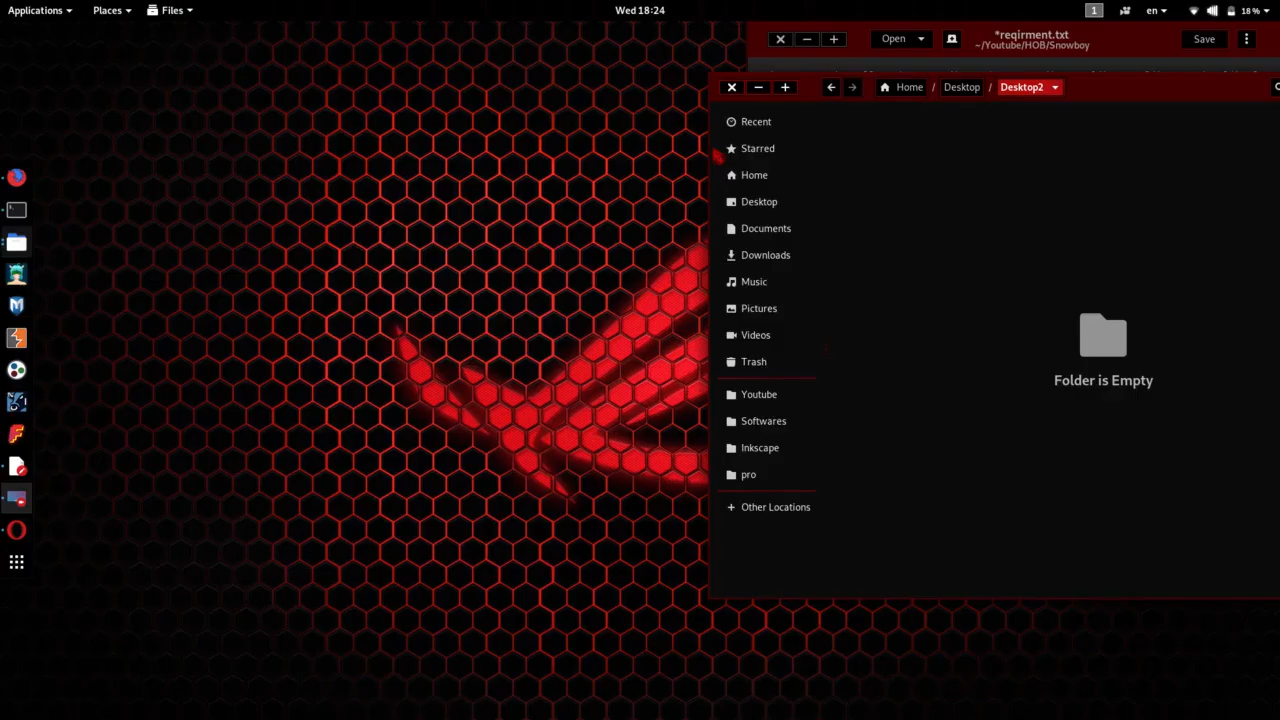 Applications Places Files Wed 18:24 1 en 18 %
Open *reqirment.txt Save
~/Youtube/HOB/Snowboy
Home / Desktop / Desktop2
Recent
Starred
Home
Desktop
Documents
Downloads
Music
Pictures
Videos
Trash
Youtube
Softwares
Inkscape
pro
Other Locations
Folder is Empty